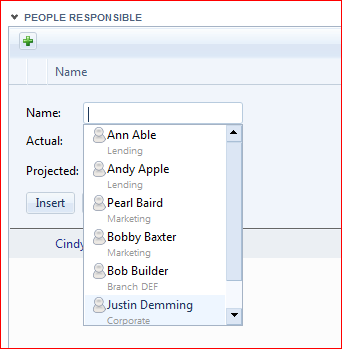 PEOPLE RESPONSIBLE
Name
Name:
Ann Able
Lending
Actual:
Andy Apple
Lending
Projected:
Pearl Baird
Marketing
Insert
Bobby Baxter
Marketing
Cindy
Bob Builder
Branch DEF
Justin Demming
Corporate